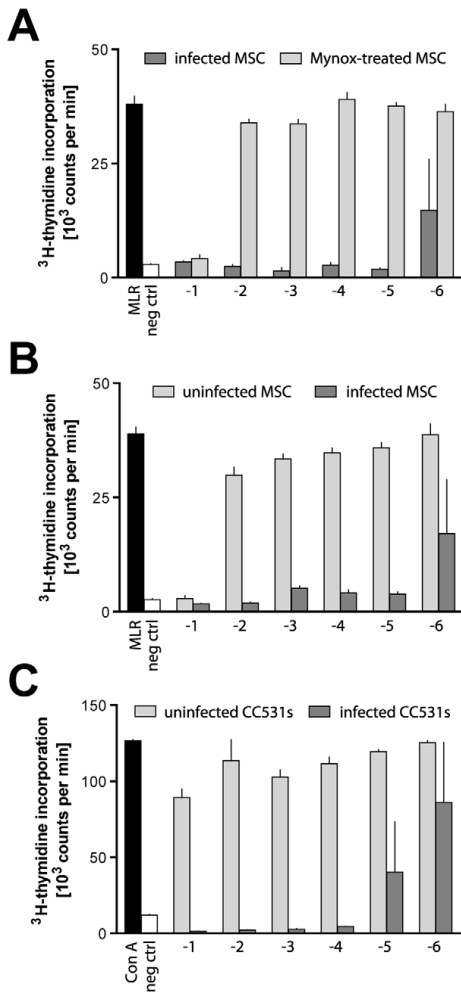 A
infected MSC Mynox-treated MSC
³H-thymidine incorporation
[10³ counts per min]
50
25
0
MLR
neg ctrl
-1 -2 -3 -4 -5 -6
B
uninfected MSC infected MSC
³H-thymidine incorporation
[10³ counts per min]
50
25
0
MLR
neg ctrl
-1 -2 -3 -4 -5 -6
C
uninfected CC531s infected CC531s
³H-thymidine incorporation
[10³ counts per min]
150
100
50
0
Con A
neg ctrl
-1 -2 -3 -4 -5 -6